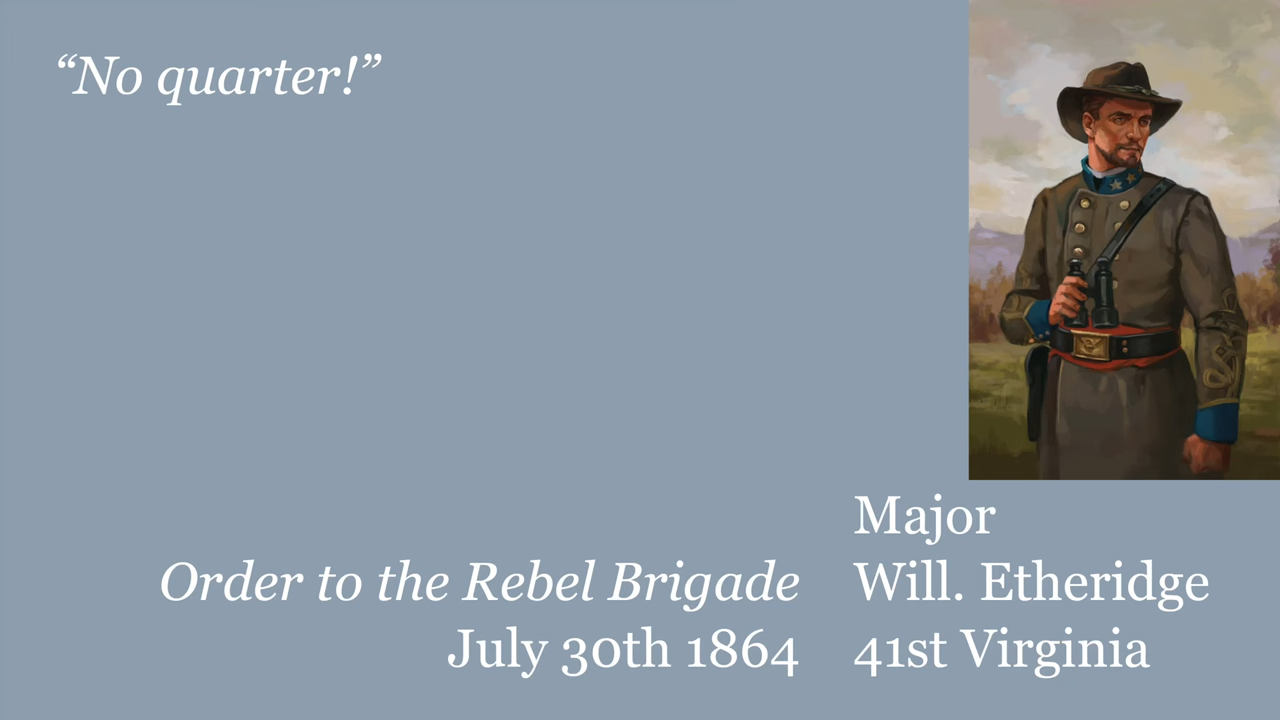 “No quarter!”
Order to the Rebel Brigade
July 30th 1864
Major
Will. Etheridge
41st Virginia